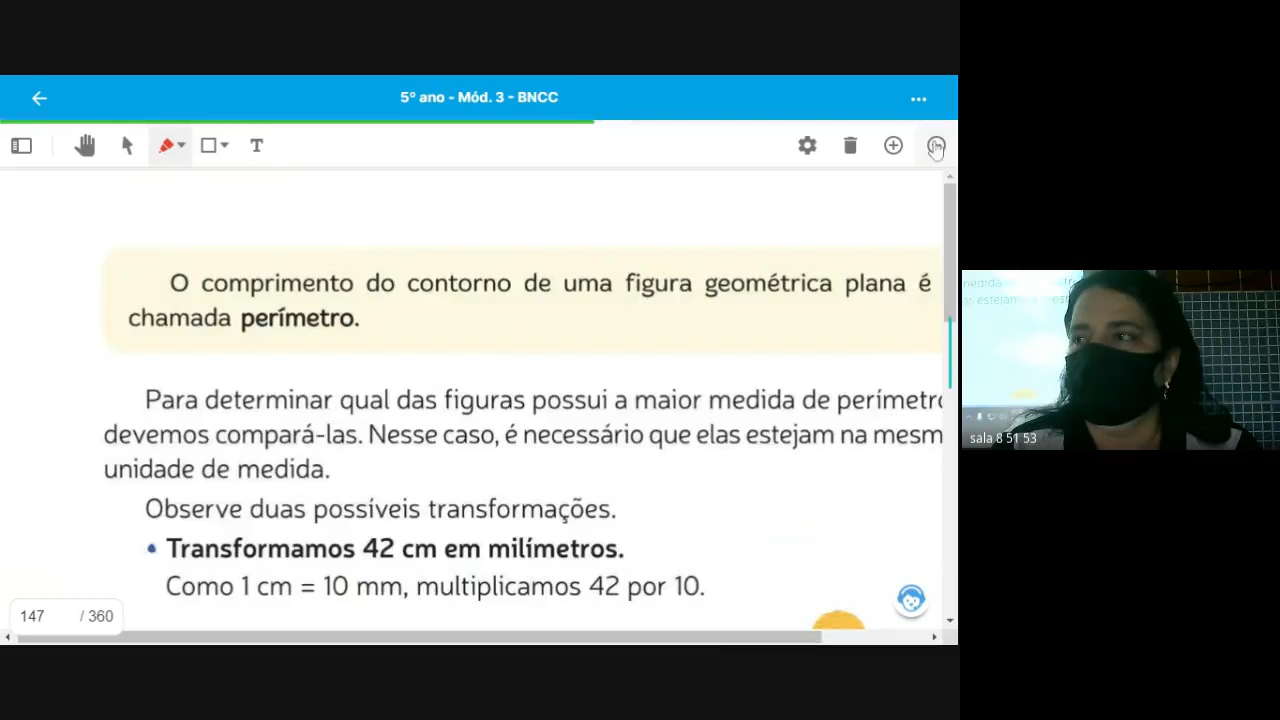 5º ano - Mód. 3 - BNCC
T
O comprimento do contorno de uma figura geométrica plana é
chamada perímetro.
Para determinar qual das figuras possui a maior medida de perímetro
devemos compará-las. Nesse caso, é necessário que elas estejam na mesm
unidade de medida.
Observe duas possíveis transformações.
• Transformamos 42 cm em milímetros.
Como 1 cm = 10 mm, multiplicamos 42 por 10.
147 / 360
sala 8 51 53